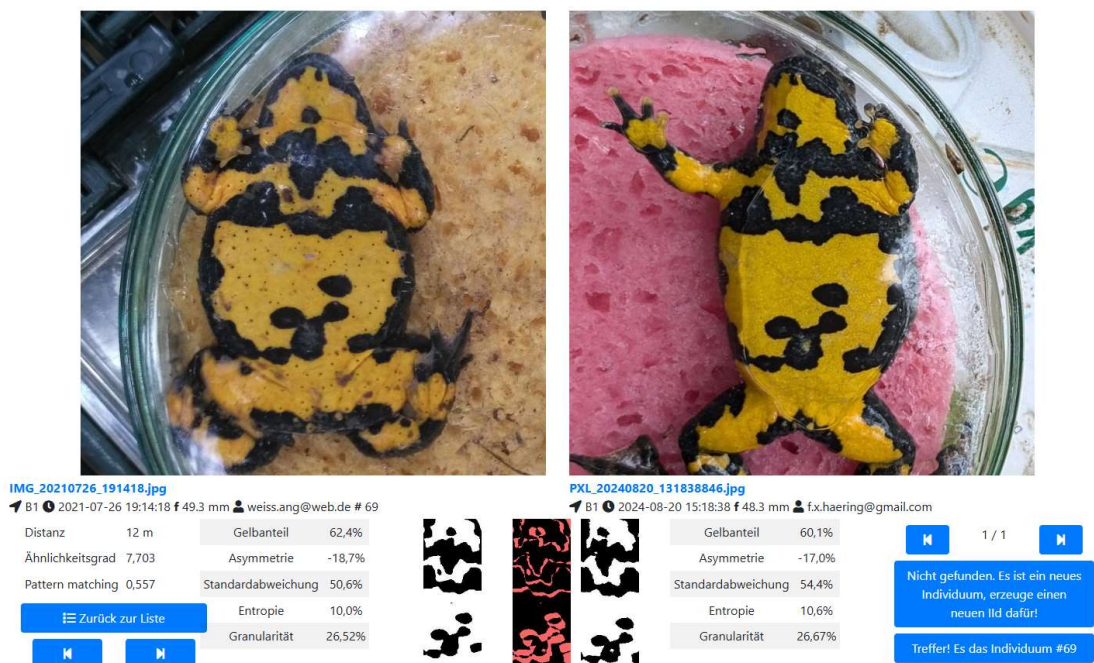 IMG_20210726_191418.jpg
B1 2021-07-26 19:14:18 f 49.3 mm weiss.ang@web.de # 69
Distanz 12 m
Ähnlichkeitsgrad 7,703
Pattern matching 0,557
Zurück zur Liste
Gelbanteil 62,4%
Asymmetrie -18,7%
Standardabweichung 50,6%
Entropie 10,0%
Granularität 26,52%
PXL_20240820_131838846.jpg
B1 2024-08-20 15:18:38 f 48.3 mm f.x.haering@gmail.com
Gelbanteil 60,1%
Asymmetrie -17,0%
Standardabweichung 54,4%
Entropie 10,6%
Granularität 26,67%
1 / 1
Nicht gefunden. Es ist ein neues
Individuum, erzeuge einen
neuen IId dafür!
Treffer! Es das Individuum #69